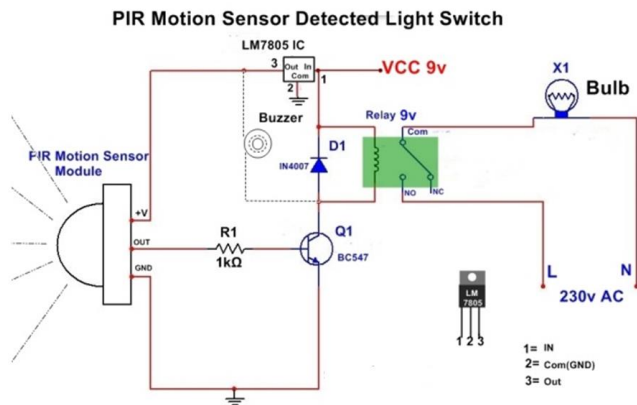 PIR Motion Sensor Detected Light Switch
LM7805 IC
3 Out In
Com 1
2
VCC 9v
X1
Bulb
Buzzer
Relay 9v
Com
D1
IN4007
PIR Motion Sensor
Module
NO NC
+V
OUT
R1
1kΩ
Q1
BC547
GND
L N
230v AC
LM
7805
1 2 3
1= IN
2= Com(GND)
3= Out